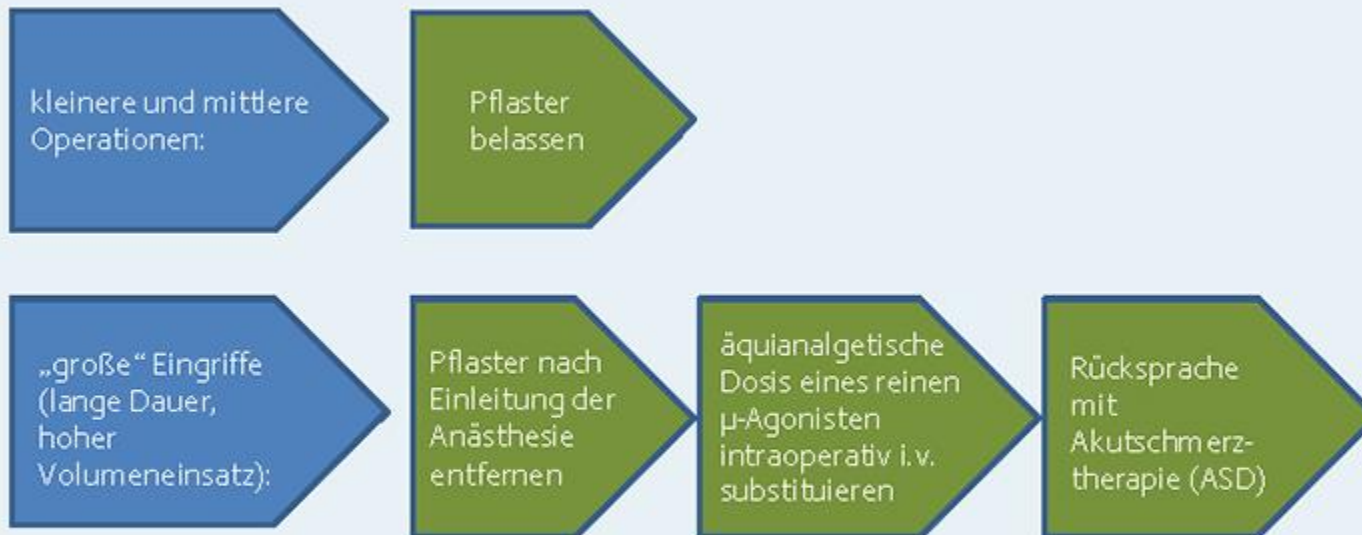 kleinere und mittlere
Operationen:
Pflaster
belassen
„große“ Eingriffe
(lange Dauer,
hoher
Volumeneinsatz):
Pflaster nach
Einleitung der
Anästhesie
entfernen
äquianalgetische
Dosis eines reinen
µ-Agonisten
intraoperativ i.v.
substituieren
Rücksprache
mit
Akutschmerz-
therapie (ASD)